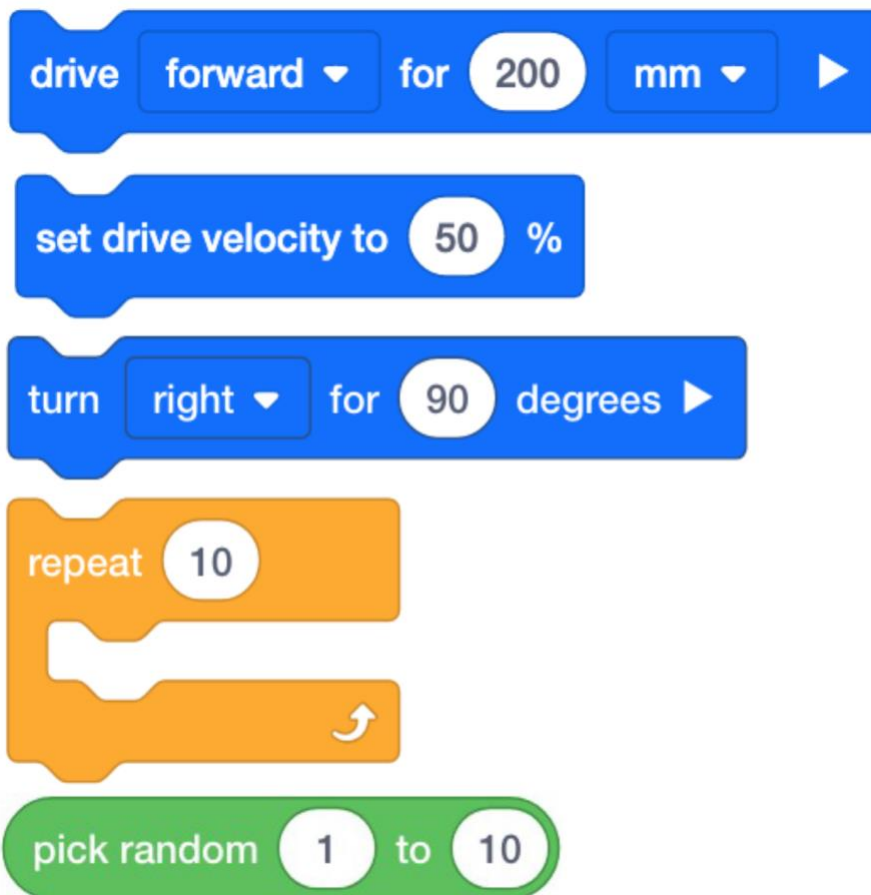 drive forward for 200 mm
set drive velocity to 50 %
turn right for 90 degrees
repeat 10
pick random 1 to 10